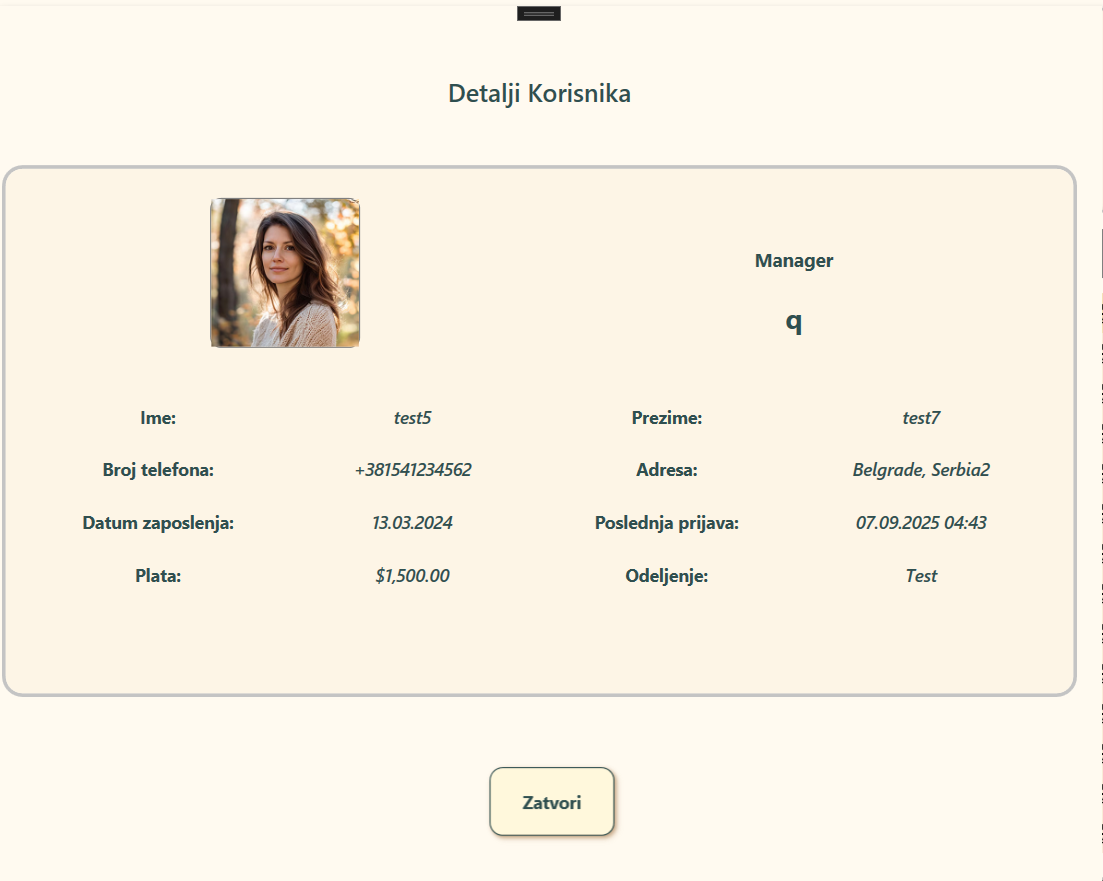 Detalji Korisnika
Manager
q
Ime: test5 Prezime: test7
Broj telefona: +381541234562 Adresa: Belgrade, Serbia2
Datum zaposlenja: 13.03.2024 Poslednja prijava: 07.09.2025 04:43
Plata: $1,500.00 Odeljenje: Test
Zatvori